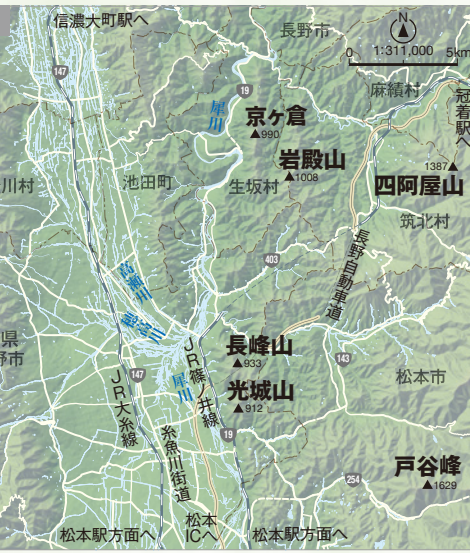 信濃大町駅へ
長野市
N
0 1:311,000 5km
147
19
麻績村
冠着駅へ
犀川
京ヶ倉
▲990
岩殿山
▲1008
1387▲
四阿屋山
川村
池田町
生坂村
筑北村
長野自動車道
403
高瀬川
穂高川
県
野市
JR大糸線
147
犀川
JR篠ノ井線
長峰山
▲933
143
松本市
光城山
▲912
糸魚川街道
19
戸谷峰
▲1629
254
松本駅方面へ
松本
ICへ
松本駅方面へ